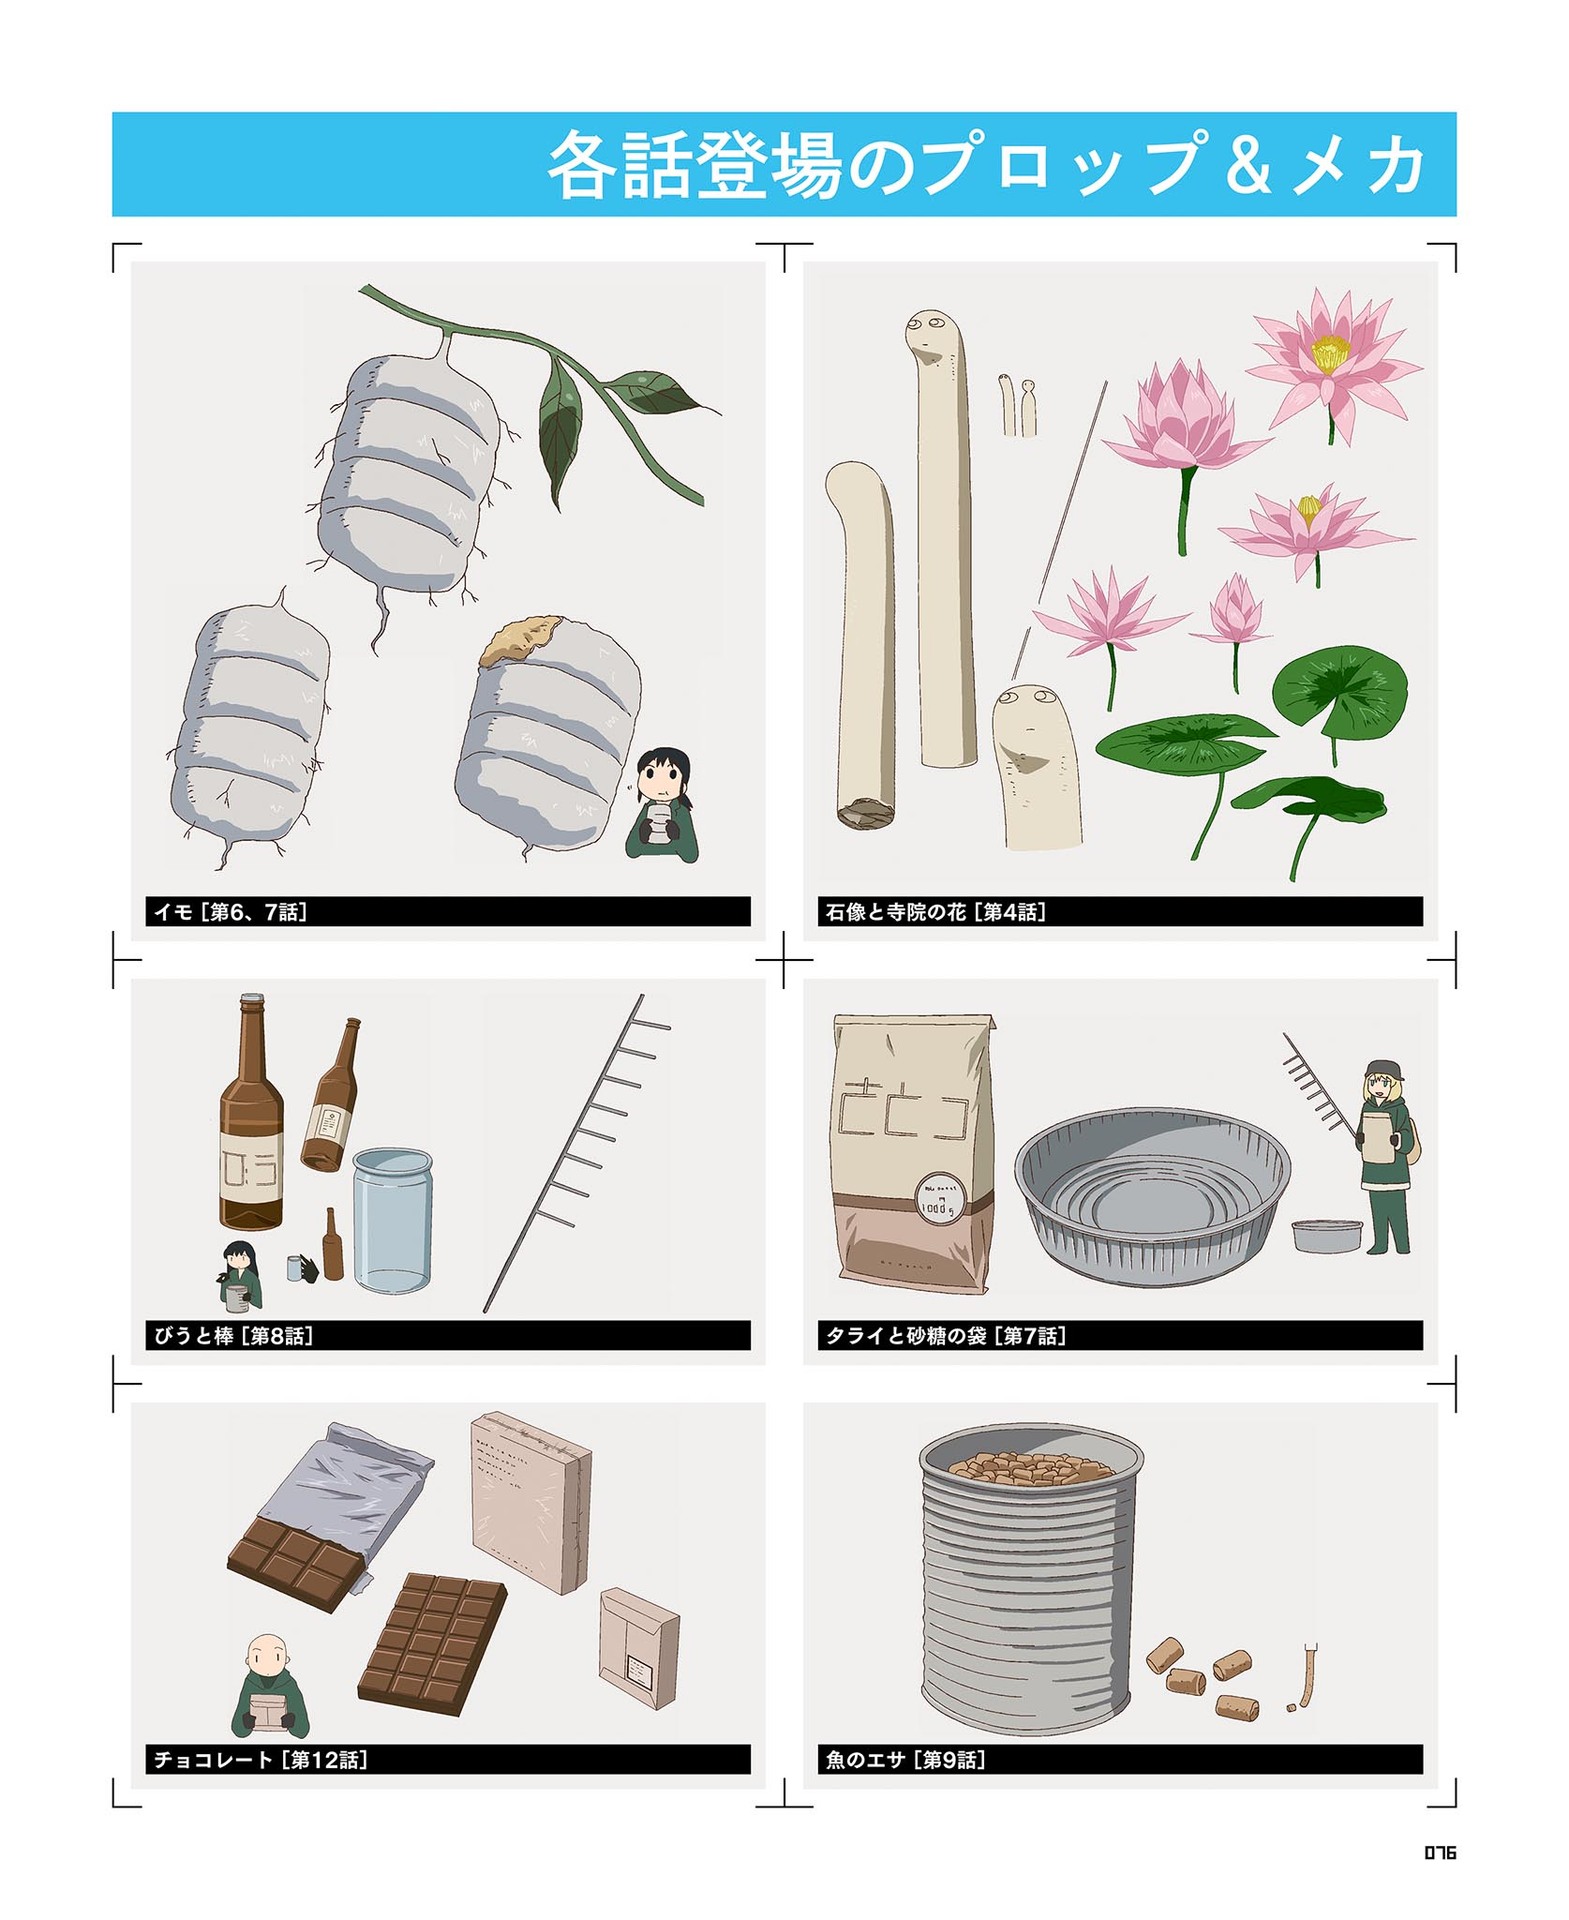 各話登場のプロップ&メカ
イモ [第6、7話]
石像と寺院の花 [第4話]
びうと棒 [第8話]
1000g
タライと砂糖の袋 [第7話]
チョコレート [第12話]
魚のエサ [第9話]
076